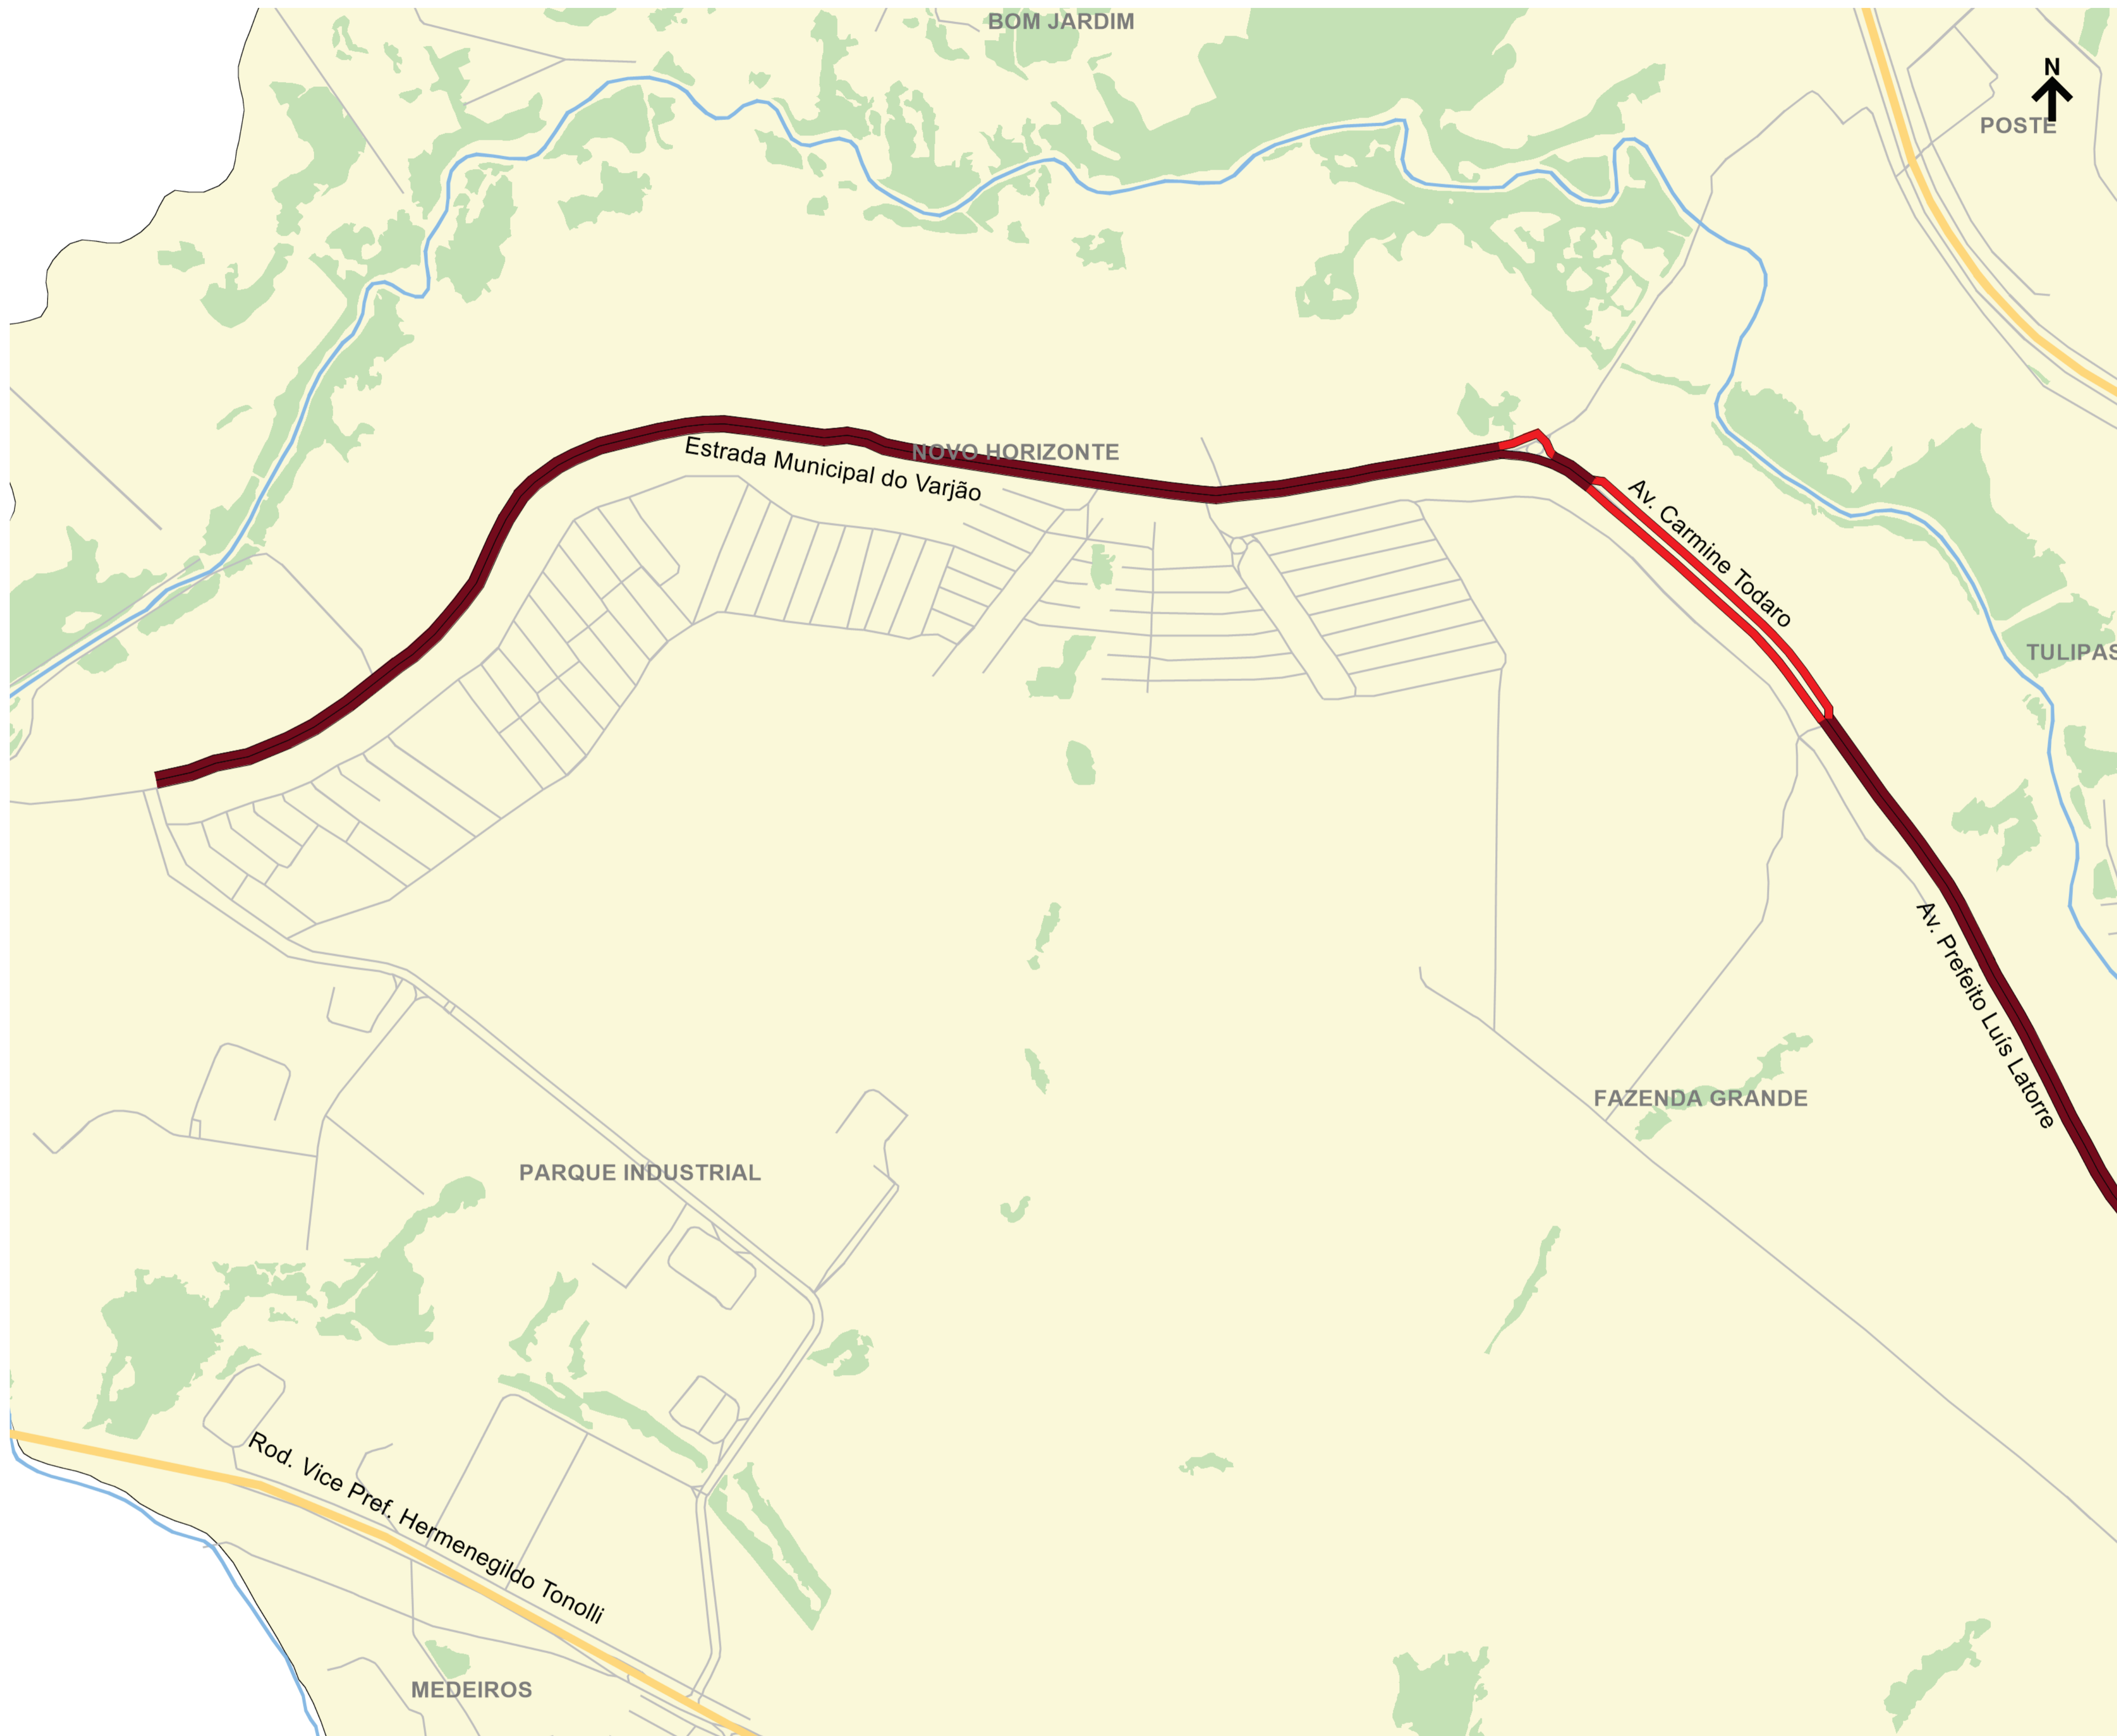 BOM JARDIM
N
POSTE
Estrada Municipal do Varjão
NOVO HORIZONTE
Av. Carmine Todaro
TULIPAS
Av. Prefeito Luís Latorre
FAZENDA GRANDE
PARQUE INDUSTRIAL
Rod. Vice Pref. Hermenegildo Tonolli
MEDEIROS